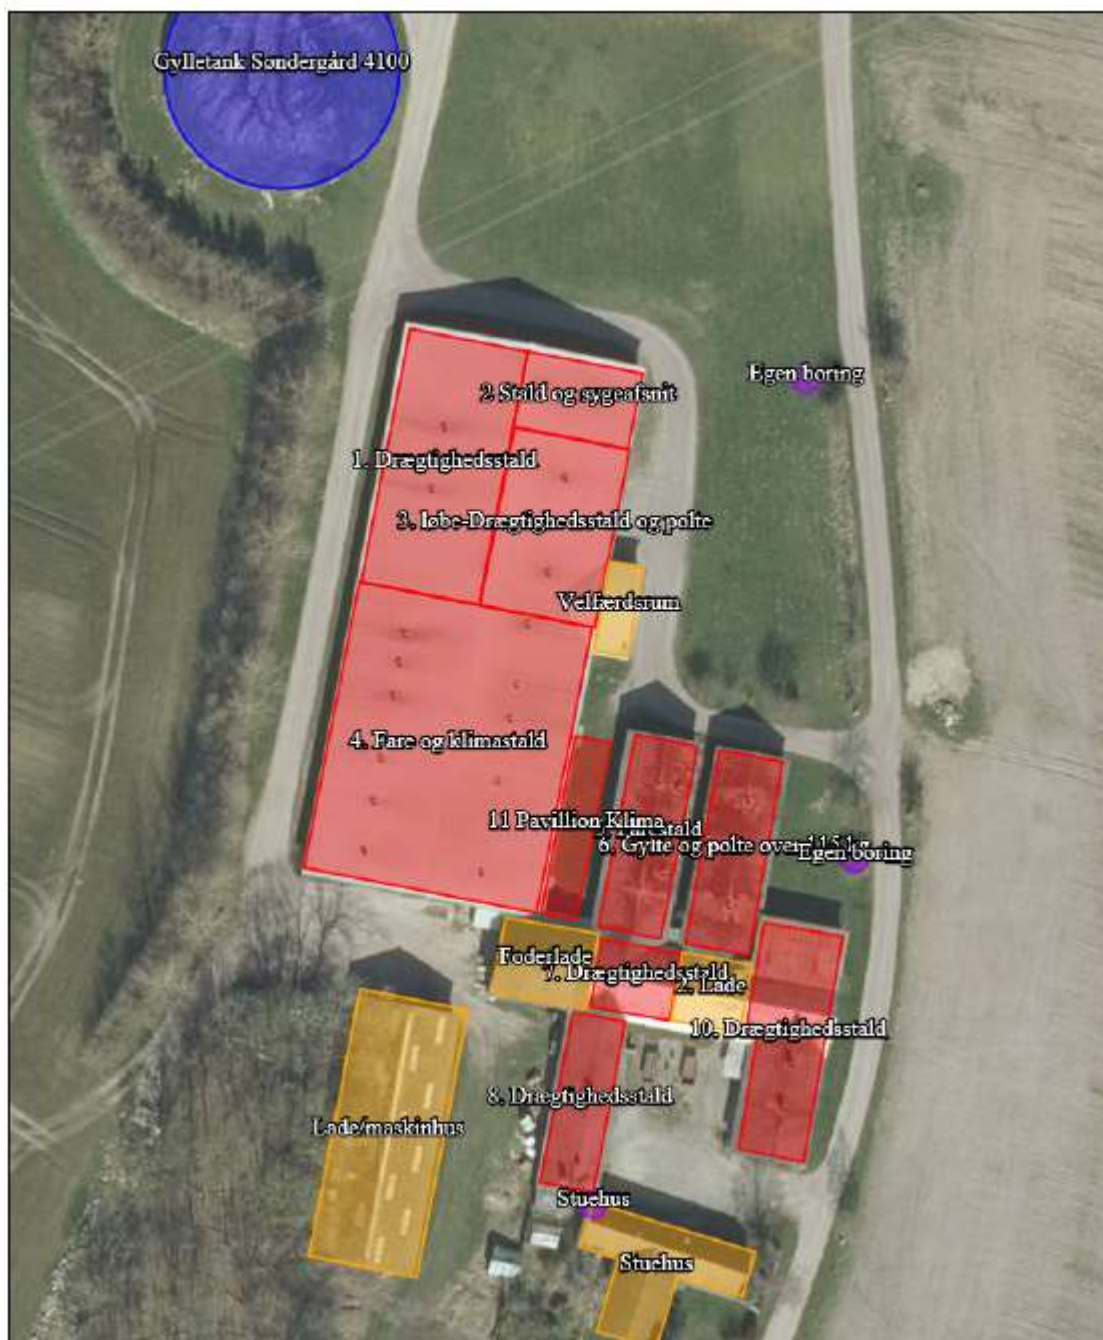 Gylletank Søndergård 4100
Egen boring
2 Stald og sygeafsnit
1. Drægtighedsstald
3. løbe-Drægtighedsstald og polte
Velfærdsrum
4. Fare og klimastald
11 Pavillion Klima
6. Gylte og polte over
Egen boring
Foderlade
7. Drægtighedsstald
2. Lade
10. Drægtighedsstald
8. Drægtighedsstald
Lade/maskinhus
Stuehus
Stuehus